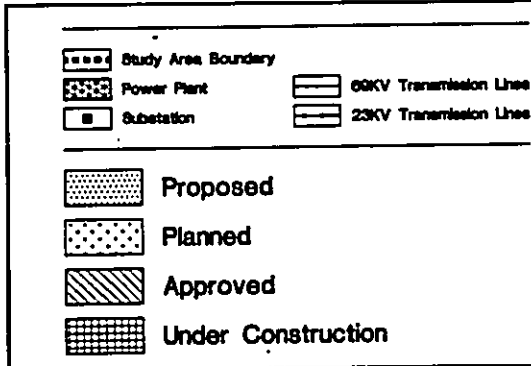 Study Area Boundary
Power Plant
69KV Transmission Lines
Substation
23KV Transmission Lines
Proposed
Planned
Approved
Under Construction